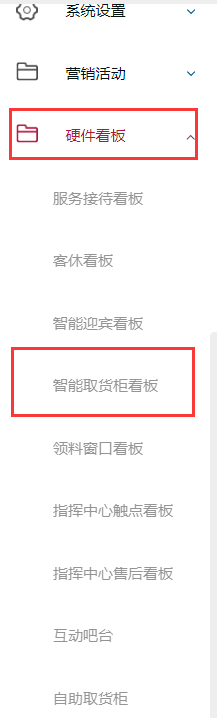 系统设置
营销活动
硬件看板
服务接待看板
客休看板
智能迎宾看板
智能取货柜看板
领料窗口看板
指挥中心触点看板
指挥中心售后看板
互动吧台
自助取货柜